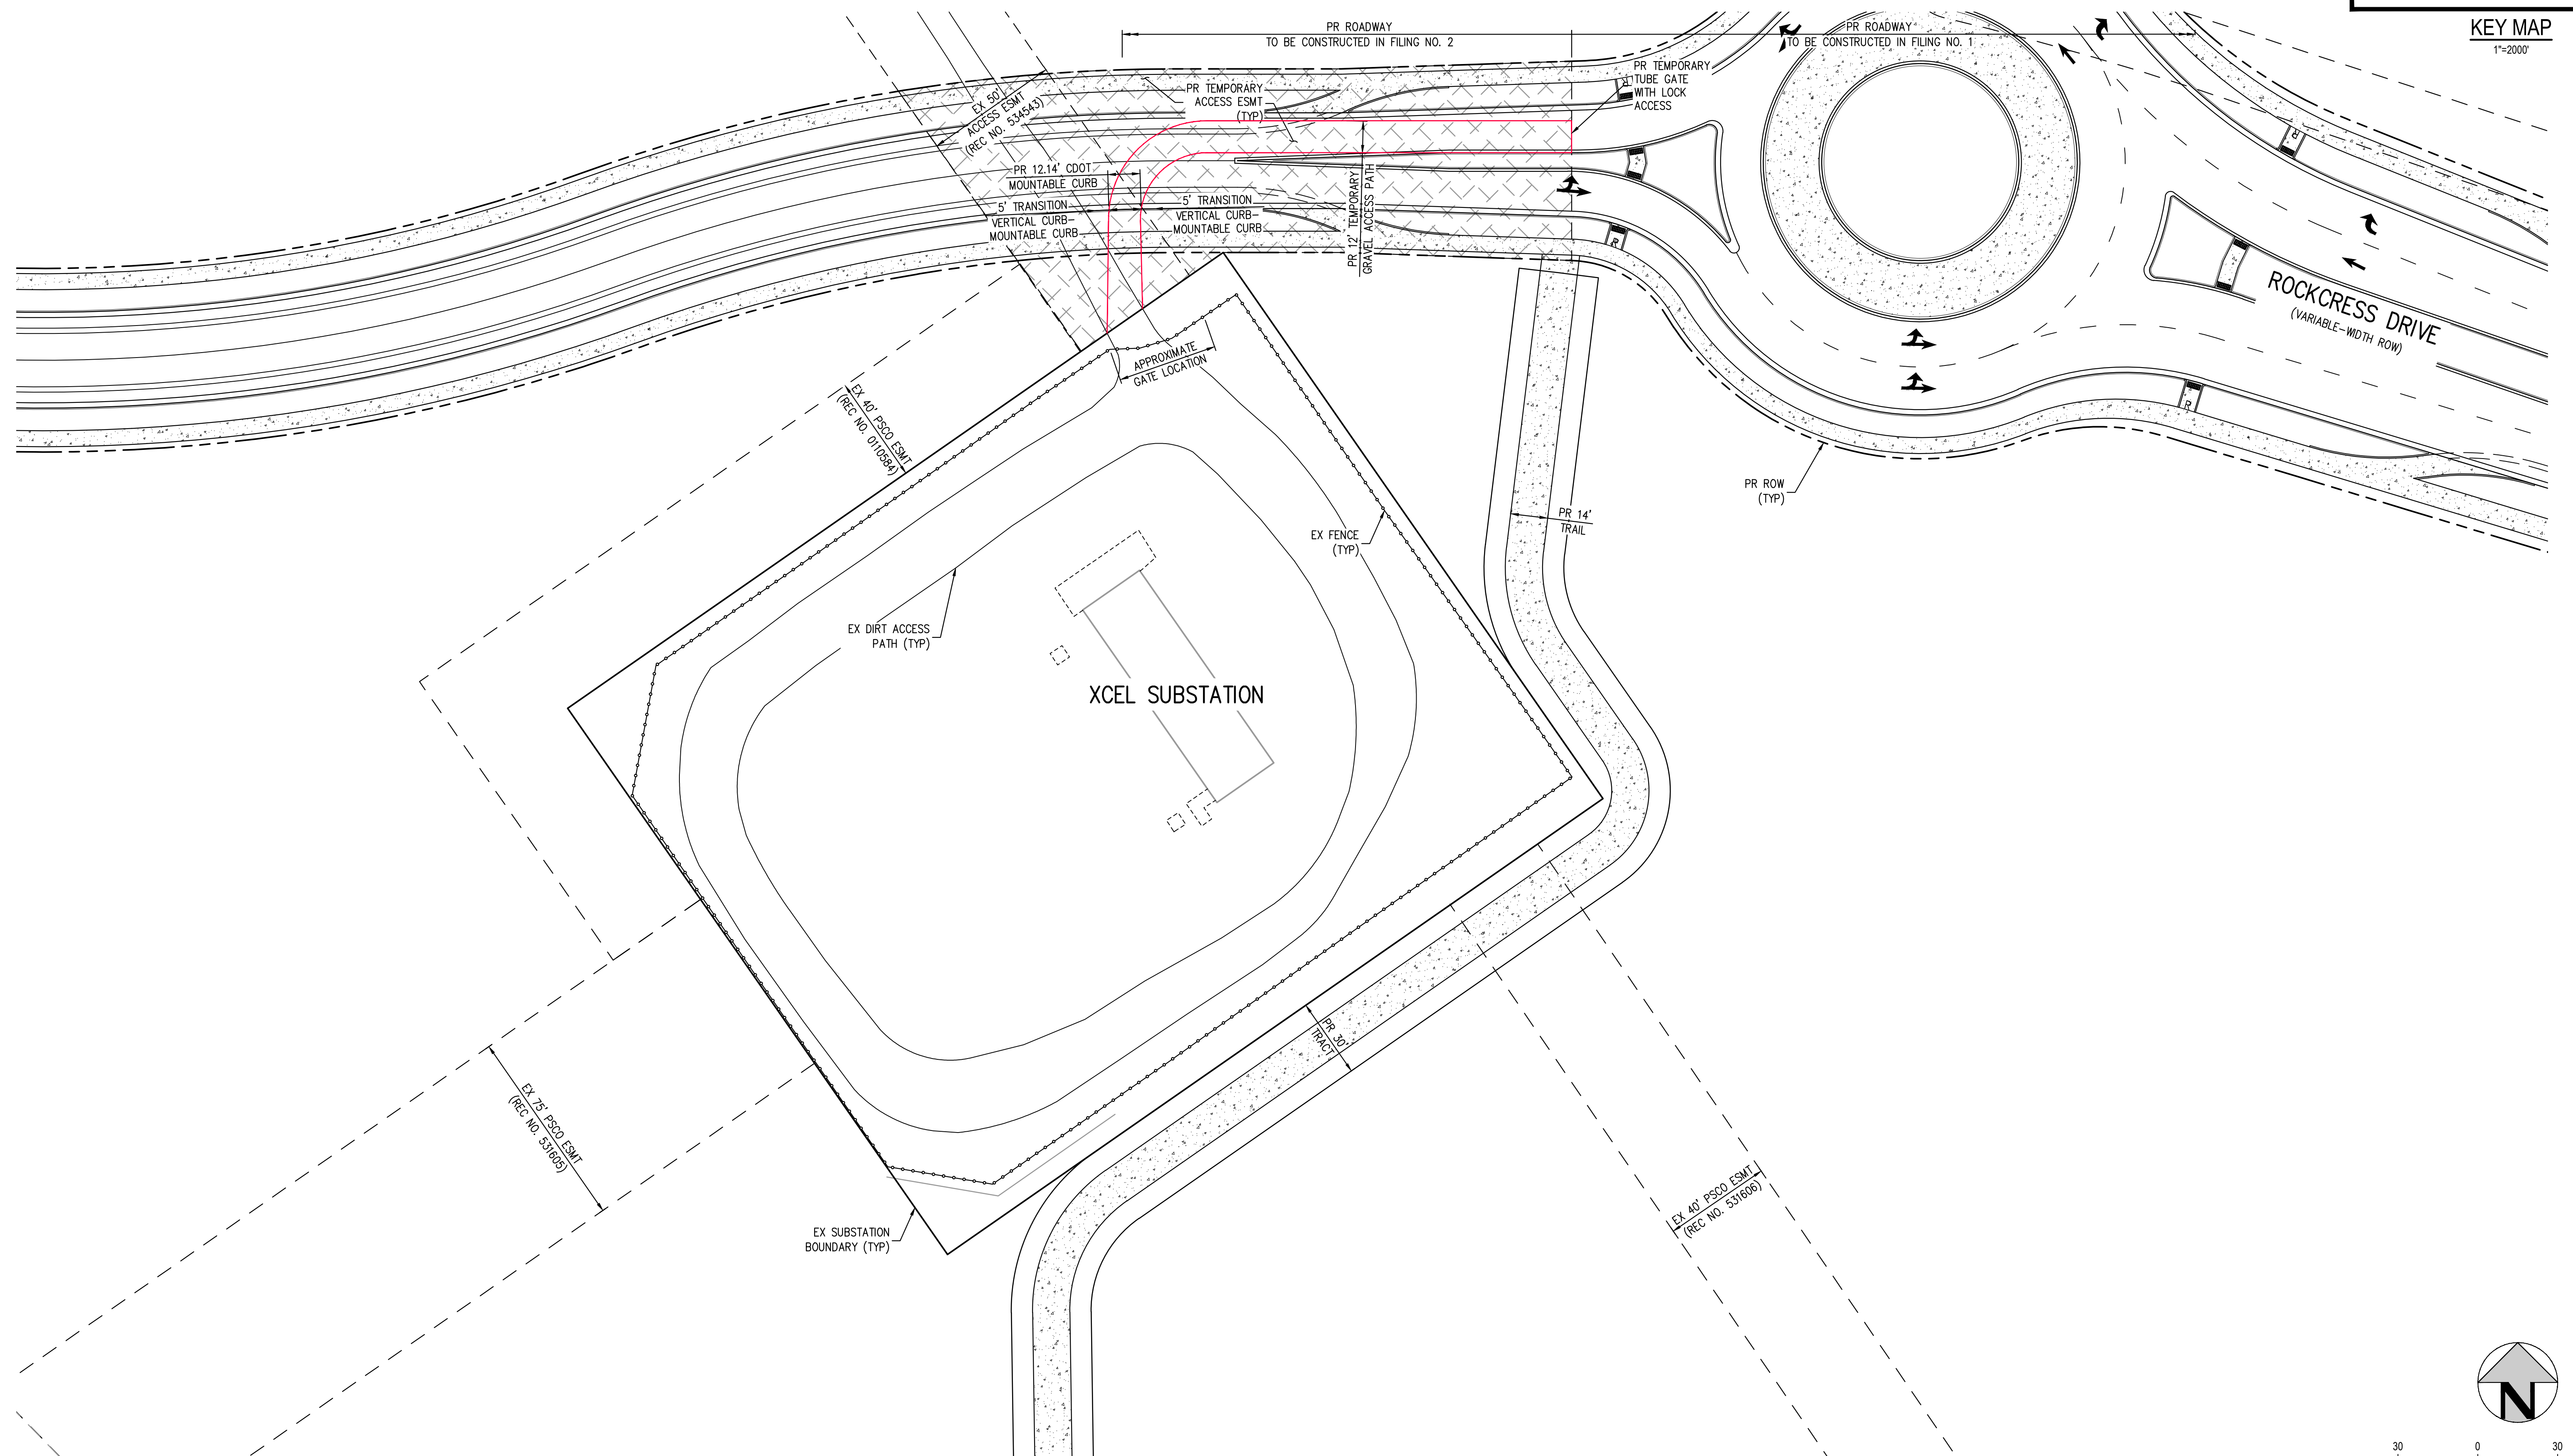 KEY MAP
1"=2000'
PR ROADWAY
TO BE CONSTRUCTED IN FILING NO. 2
PR ROADWAY
TO BE CONSTRUCTED IN FILING NO. 1
PR TEMPORARY
TUBE GATE
WITH LOCK
ACCESS
PR TEMPORARY
ACCESS ESMT
(TYP)
EX 50'
ACCESS ESMT
(REC NO. 534543)
PR 12.14' CDOT
MOUNTABLE CURB
5' TRANSITION
VERTICAL CURB-
MOUNTABLE CURB
5' TRANSITION
VERTICAL CURB-
MOUNTABLE CURB
PR 12' TEMPORARY
GRAVEL ACCESS PATH
R
R
R
R
ROCKCRESS DRIVE
(VARIABLE-WIDTH ROW)
APPROXIMATE
GATE LOCATION
EX 40' PSCO ESMT
(REC NO. 0110584)
PR ROW
(TYP)
EX FENCE
(TYP)
PR 14'
TRAIL
EX DIRT ACCESS
PATH (TYP)
XCEL SUBSTATION
PR 30'
TRACT
EX 75' PSCO ESMT
(REC NO. 531605)
EX 40' PSCO ESMT
(REC NO. 531606)
EX SUBSTATION
BOUNDARY (TYP)
N
30 0 30